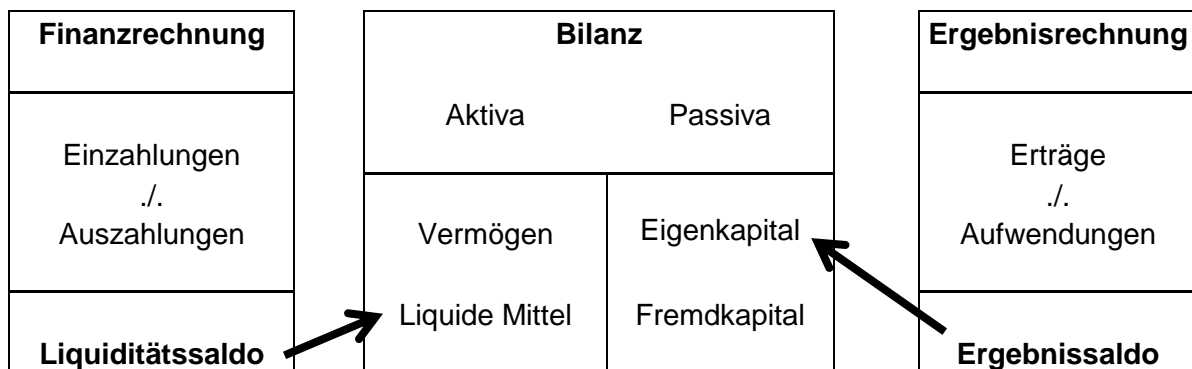 Finanzrechnung
Einzahlungen
./.
Auszahlungen
Liquiditätssaldo
Bilanz
Aktiva Passiva
Vermögen Eigenkapital
Liquide Mittel Fremdkapital
Ergebnisrechnung
Erträge
./.
Aufwendungen
Ergebnissaldo